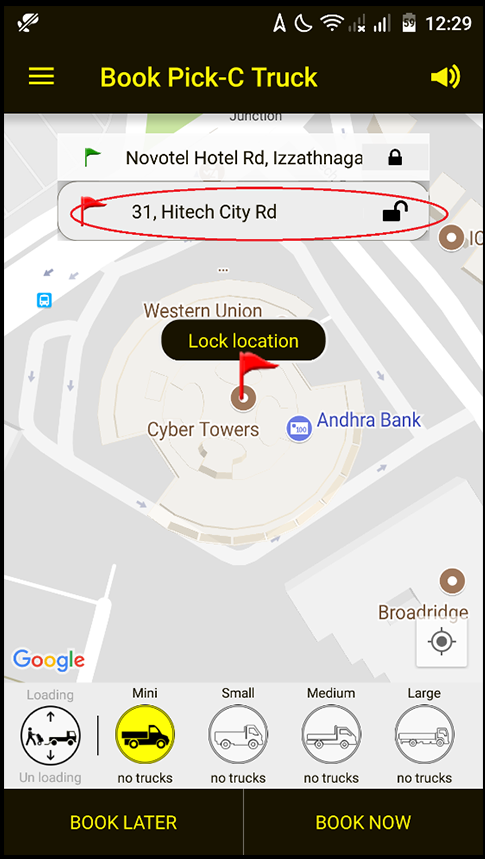 59 12:29
Book Pick-C Truck
Junction
Novotel Hotel Rd, Izzathnaga
31, Hitech City Rd
IC
...
Western Union
Lock location
Cyber Towers
100
Andhra Bank
Broadridge
Google
Loading
Un loading
Mini
no trucks
Small
no trucks
Medium
no trucks
Large
no trucks
BOOK LATER
BOOK NOW